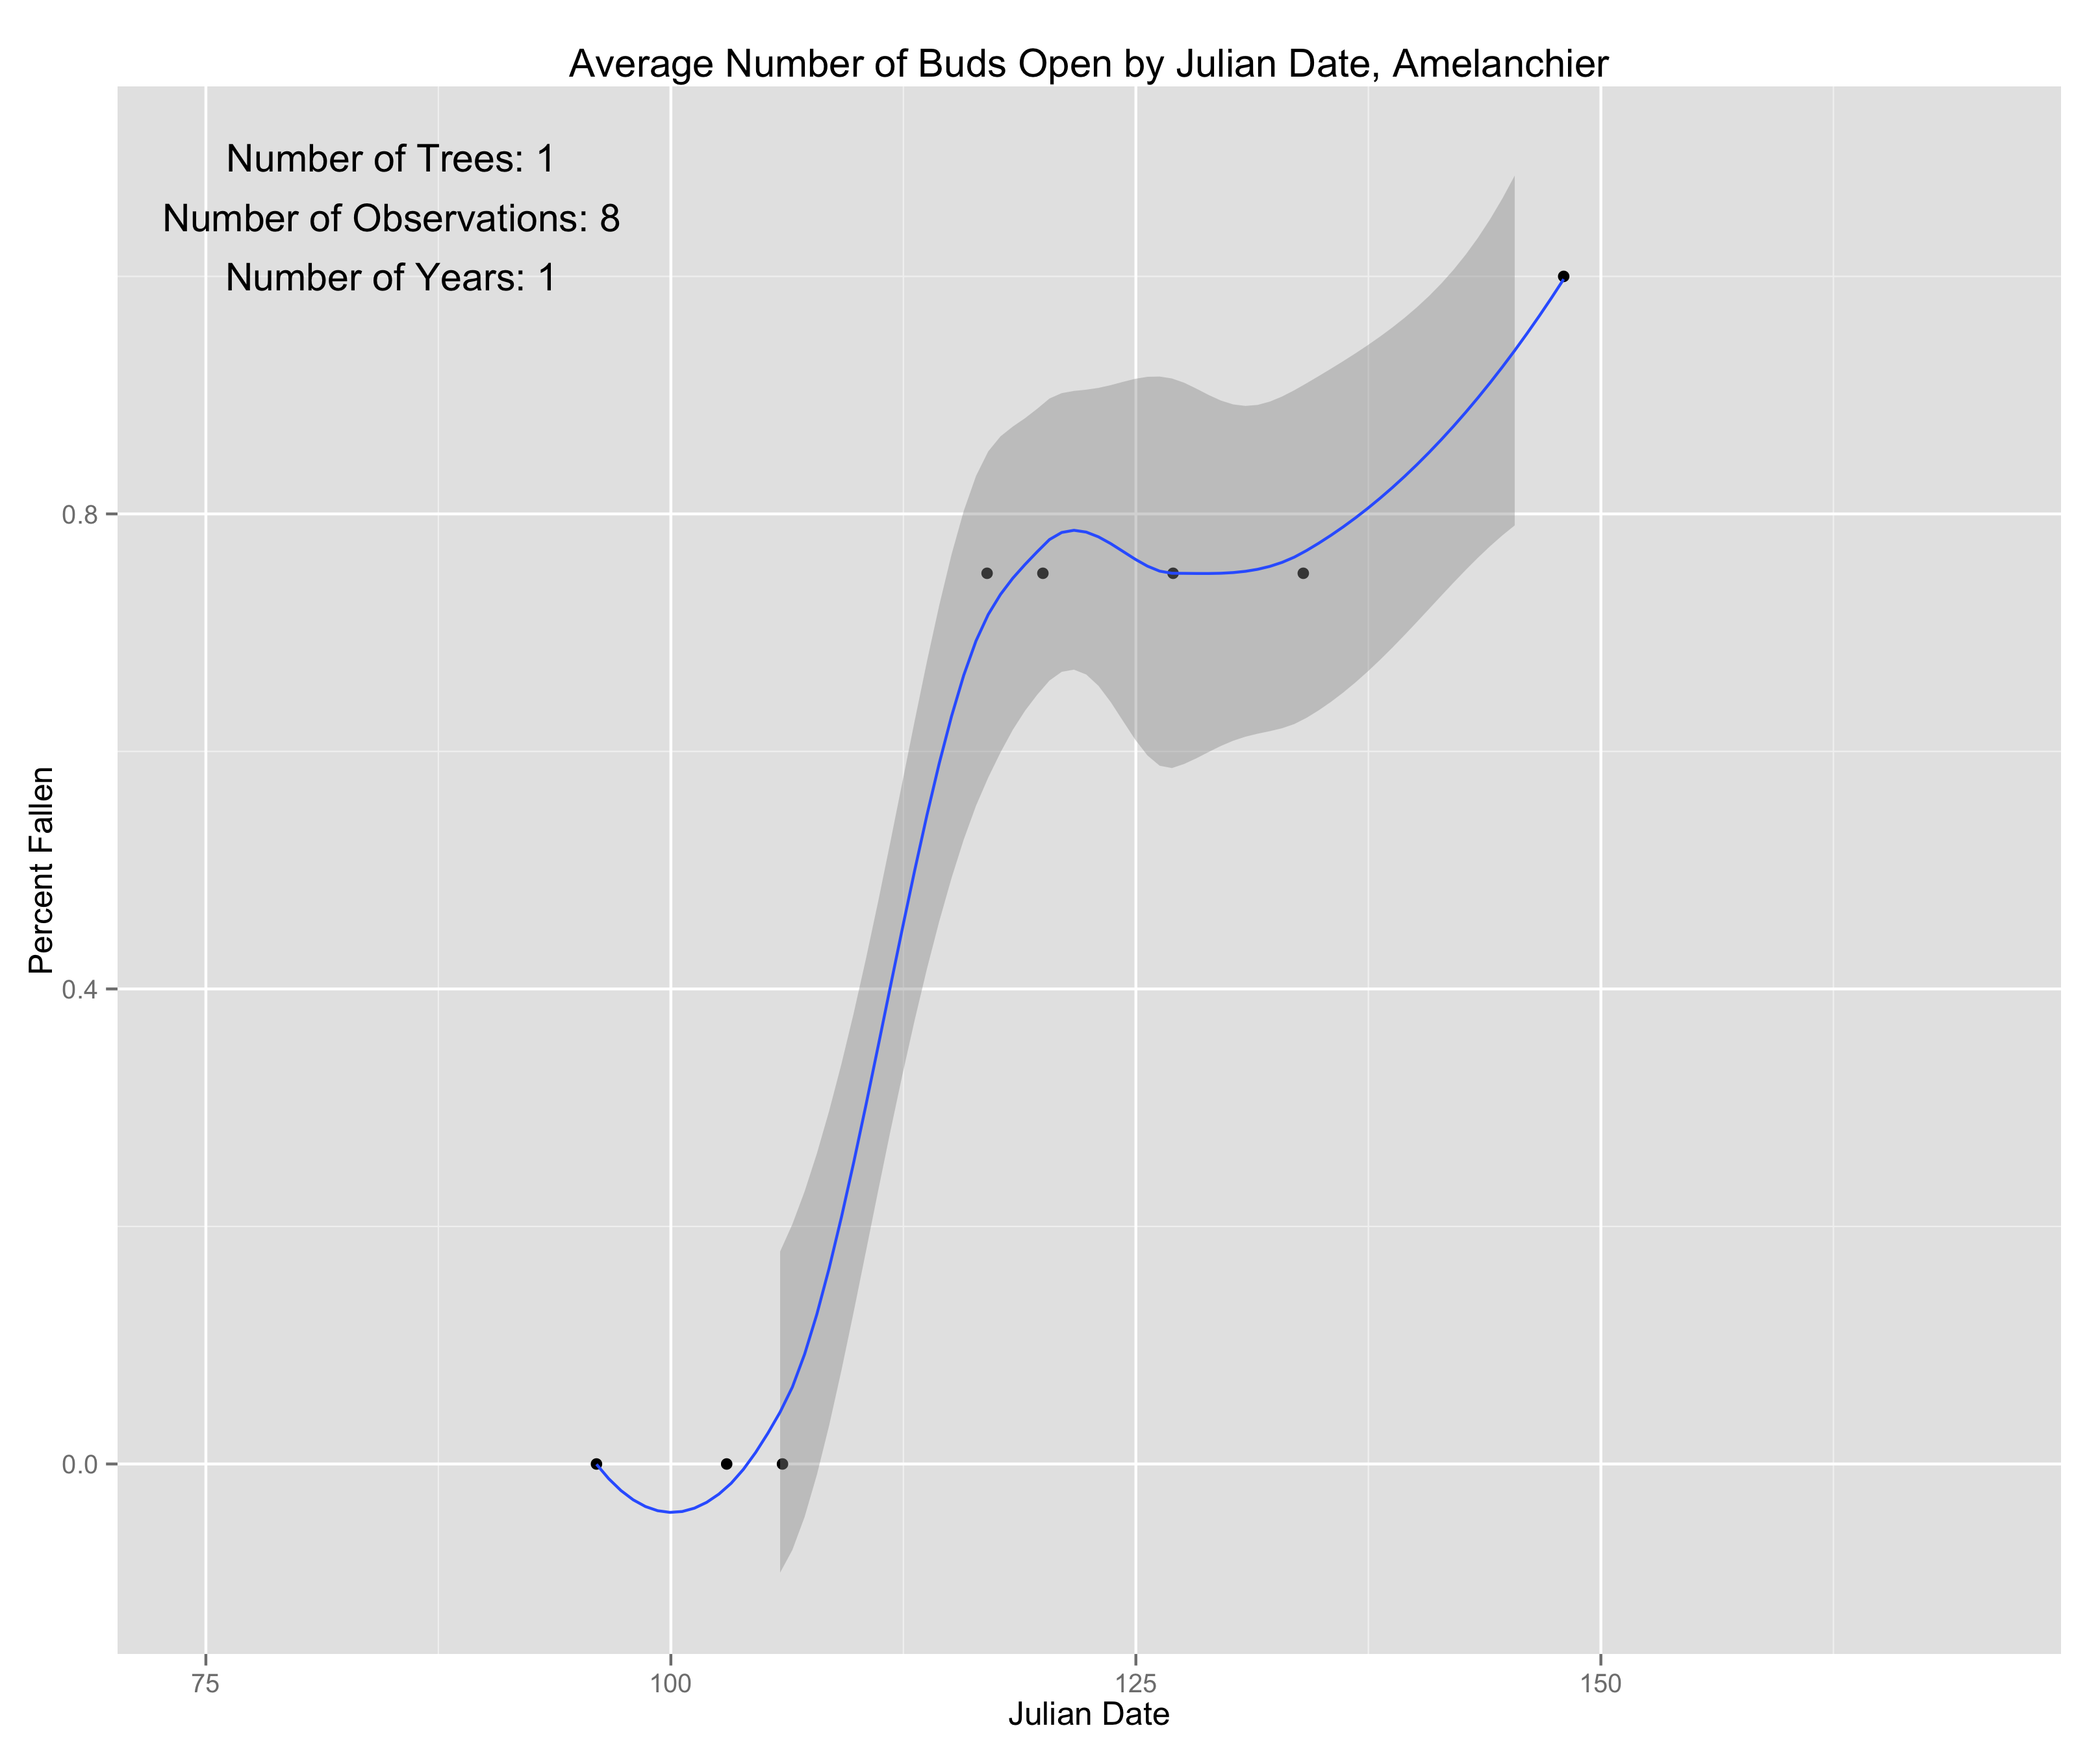 Average Number of Buds Open by Julian Date, Amelanchier
Number of Trees: 1
Number of Observations: 8
Number of Years: 1
Percent Fallen
0.8
0.4
0.0
75 100 125 150
Julian Date